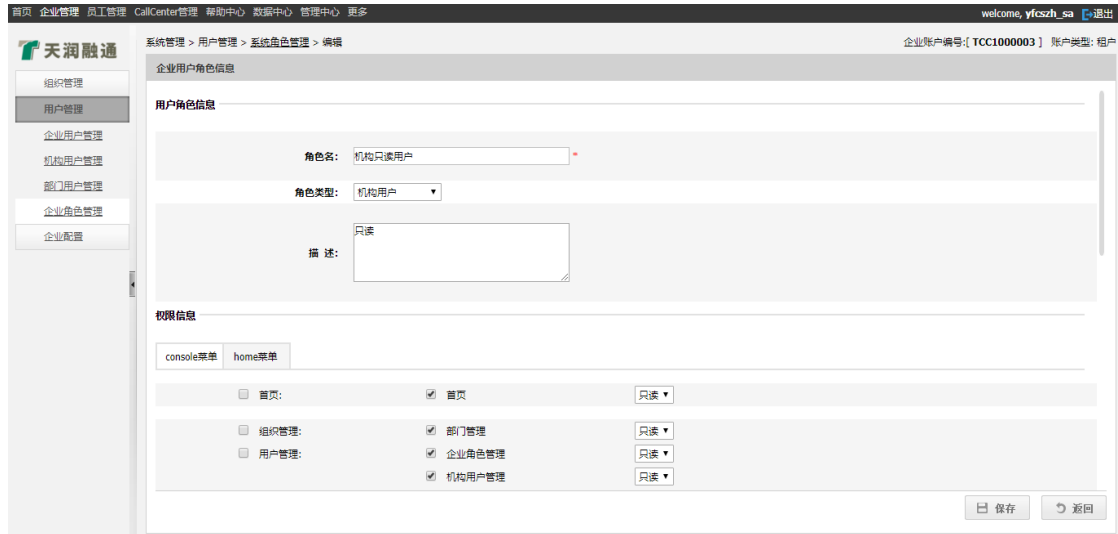 首页 企业管理 员工管理 CallCenter管理 帮助中心 数据中心 管理中心 更多
welcome, yfcszh_sa 退出
天润融通
系统管理 > 用户管理 > 系统角色管理 > 编辑
企业账户编号:[ TCC1000003 ] 账户类型: 租户
组织管理
用户管理
企业用户管理
机构用户管理
部门用户管理
企业角色管理
企业配置
企业用户角色信息
用户角色信息
角色名: 机构只读用户 *
角色类型: 机构用户
描 述: 只读
权限信息
console菜单 home菜单
首页: 首页 只读
组织管理: 部门管理 只读
用户管理: 企业角色管理 只读
机构用户管理 只读
保存 返回